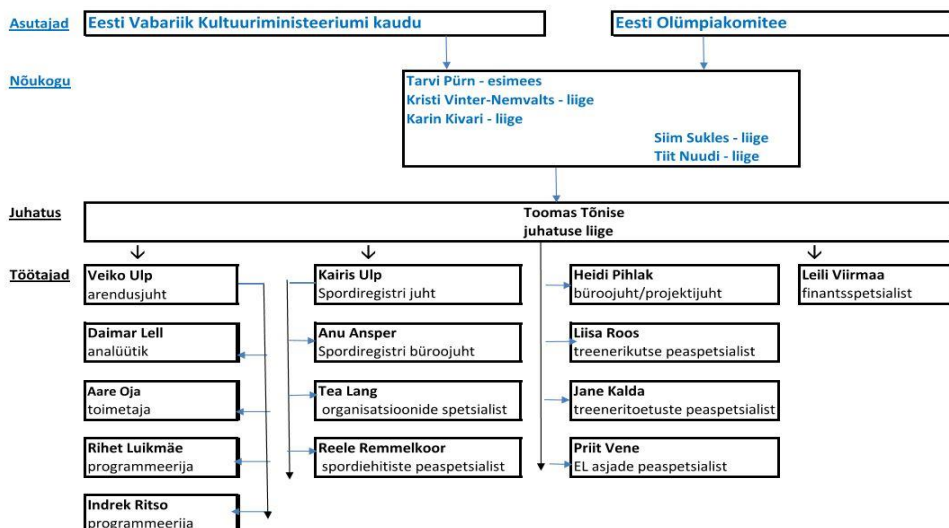 Asutajad
Eesti Vabariik Kultuuriministeeriumi kaudu
Eesti Olümpiakomitee
Nõukogu
Tarvi Pürn - esimees
Kristi Vinter-Nemvalts - liige
Karin Kivari - liige
Siim Sukles - liige
Tiit Nuudi - liige
Juhatus
Toomas Tõnise
juhatuse liige
Töötajad
Veiko Ulp
arendusjuht
Kairis Ulp
Spordiregistri juht
Heidi Pihlak
büroojuht/projektijuht
Leili Viirmaa
finantsspetsialist
Daimar Lell
analüütik
Anu Ansper
Spordiregistri büroojuht
Liisa Roos
treenerikutse peaspetsialist
Aare Oja
toimetaja
Tea Lang
organisatsioonide spetsialist
Jane Kalda
treeneritoetuste peaspetsialist
Rihet Luikmäe
programmeerija
Reele Remmelkoor
spordiehitiste peaspetsialist
Priit Vene
EL asjade peaspetsialist
Indrek Ritso
programmeerija